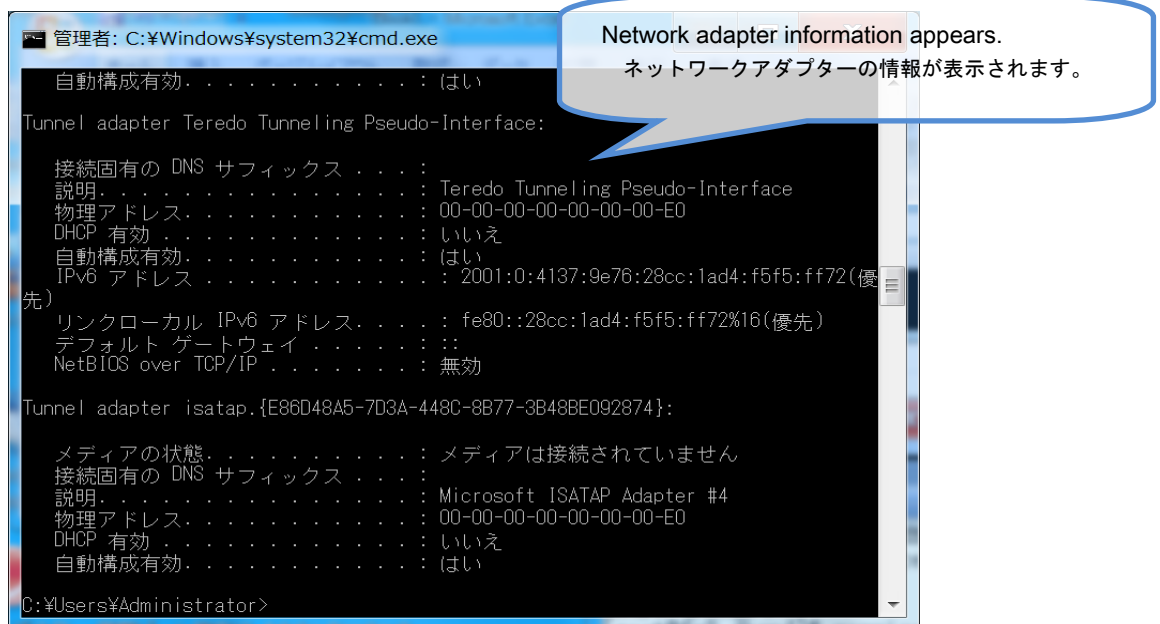 管理者: C:¥Windows¥system32¥cmd.exe
Network adapter information appears.
ネットワークアダプターの情報が表示されます。
自動構成有効. . . . . . . . . . . . : はい
Tunnel adapter Teredo Tunneling Pseudo-Interface:
接続固有の DNS サフィックス . . . :
説明. . . . . . . . . . . . . . . . : Teredo Tunneling Pseudo-Interface
物理アドレス. . . . . . . . . . . . : 00-00-00-00-00-00-00-E0
DHCP 有効 . . . . . . . . . . . . . : いいえ
自動構成有効. . . . . . . . . . . . : はい
IPv6 アドレス . . . . . . . . . . . : 2001:0:4137:9e76:28cc:1ad4:f5f5:ff72(優
先)
リンクローカル IPv6 アドレス. . . . : fe80::28cc:1ad4:f5f5:ff72%16(優先)
デフォルト ゲートウェイ . . . . . : ::
NetBIOS over TCP/IP . . . . . . . : 無効
Tunnel adapter isatap.{E86D48A5-7D3A-448C-8B77-3B48BE092874}:
メディアの状態. . . . . . . . . . . : メディアは接続されていません
接続固有の DNS サフィックス . . . :
説明. . . . . . . . . . . . . . . . : Microsoft ISATAP Adapter #4
物理アドレス. . . . . . . . . . . . : 00-00-00-00-00-00-00-E0
DHCP 有効 . . . . . . . . . . . . . : いいえ
自動構成有効. . . . . . . . . . . . : はい
C:¥Users¥Administrator>